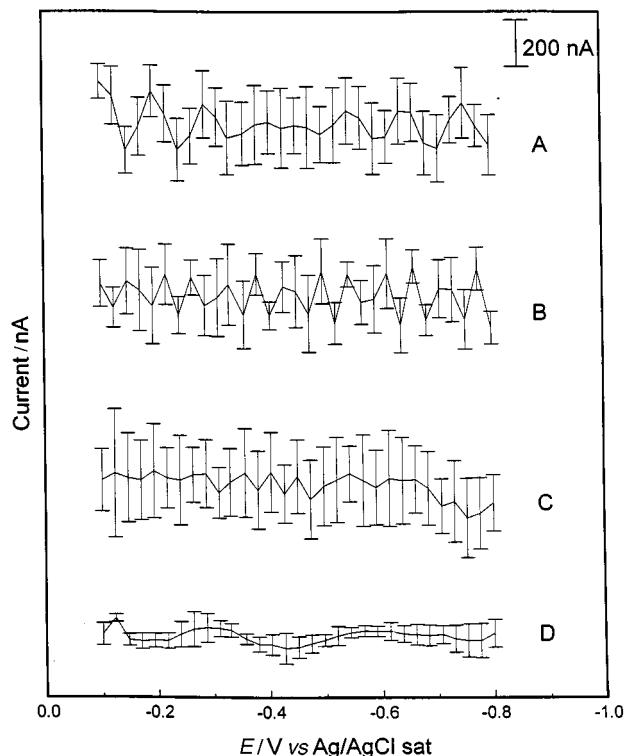 200 nA
A
B
C
D
Current / nA
0.0 -0.2 -0.4 -0.6 -0.8 -1.0
E / V vs Ag/AgCl sat